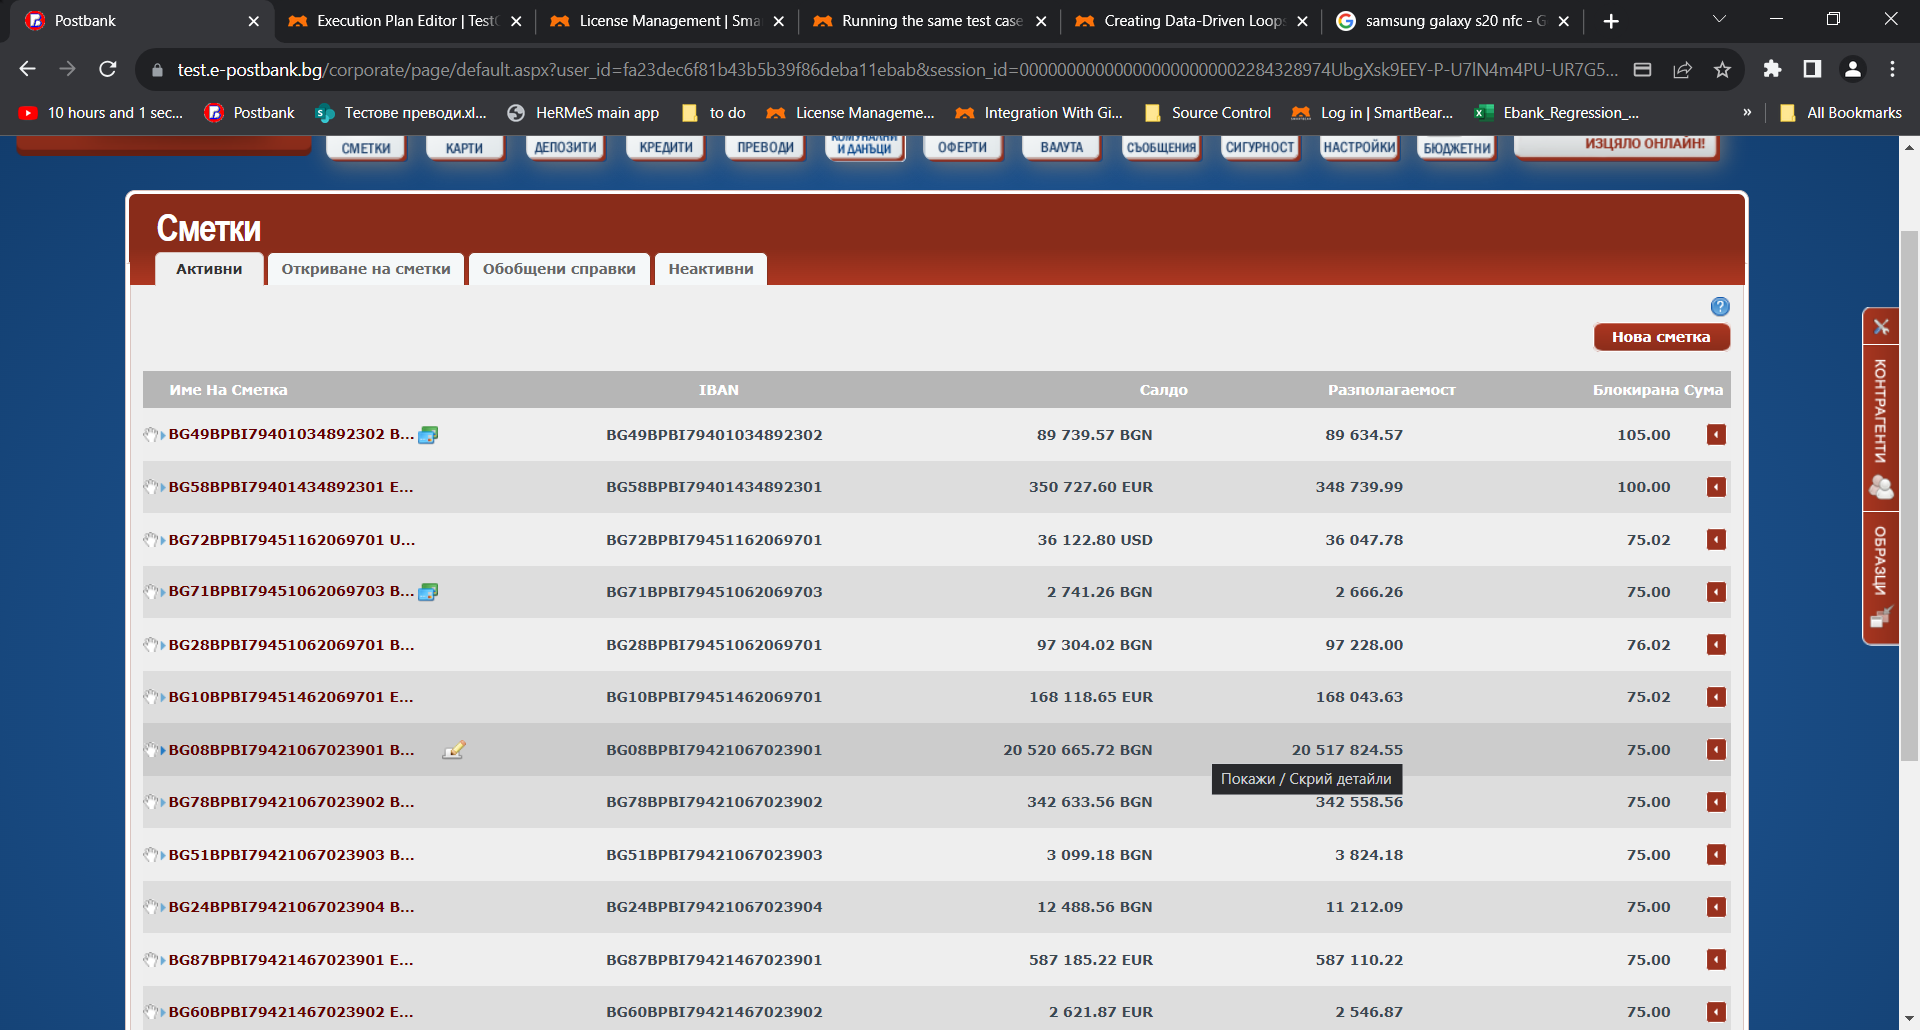 Postbank
Execution Plan Editor | TestC
License Management | Sma
Running the same test case
Creating Data-Driven Loops
samsung galaxy s20 nfc - G
test.e-postbank.bg/corporate/page/default.aspx?user_id=fa23dec6f81b43b5b39f86deba11ebab&session_id=
10 hours and 1 sec...
Postbank
Тестове преводи.xl...
HeRMeS main app
to do
License Manageme...
Integration With Gi...
Source Control
Log in | SmartBear...
Ebank_Regression_...
»
All Bookmarks
СМЕТКИ
КАРТИ
ДЕПОЗИТИ
КРЕДИТИ
ПРЕВОДИ
КОМУНАЛНИ
И ДАНЪЦИ
ОФЕРТИ
ВАЛУТА
СЪОБЩЕНИЯ
СИГУРНОСТ
НАСТРОЙКИ
БЮДЖЕТНИ
ИЗЦЯЛО ОНЛАЙН!
Сметки
Активни
Откриване на сметки
Обобщени справки
Неактивни
?
Нова сметка
Име На Сметка IBAN Салдо Разполагаемост Блокирана Сума
BG49BPBI79401034892302 B... BG49BPBI79401034892302 89 739.57 BGN 89 634.57 105.00
BG58BPBI79401434892301 E... BG58BPBI79401434892301 350 727.60 EUR 348 739.99 100.00
BG72BPBI79451162069701 U... BG72BPBI79451162069701 36 122.80 USD 36 047.78 75.02
BG71BPBI79451062069703 B... BG71BPBI79451062069703 2 741.26 BGN 2 666.26 75.00
BG28BPBI79451062069701 B... BG28BPBI79451062069701 97 304.02 BGN 97 228.00 76.02
BG10BPBI79451462069701 E... BG10BPBI79451462069701 168 118.65 EUR 168 043.63 75.02
BG08BPBI79421067023901 B... BG08BPBI79421067023901 20 520 665.72 BGN 20 517 824.55 75.00
Покажи / Скрий детайли
BG78BPBI79421067023902 B... BG78BPBI79421067023902 342 633.56 BGN 342 558.56 75.00
BG51BPBI79421067023903 B... BG51BPBI79421067023903 3 099.18 BGN 3 824.18 75.00
BG24BPBI79421067023904 B... BG24BPBI79421067023904 12 488.56 BGN 11 212.09 75.00
BG87BPBI79421467023901 E... BG87BPBI79421467023901 587 185.22 EUR 587 110.22 75.00
BG60BPBI79421467023902 E... BG60BPBI79421467023902 2 621.87 EUR 2 546.87 75.00
КОНТРАГЕНТИ
ОБРАЗЦИ